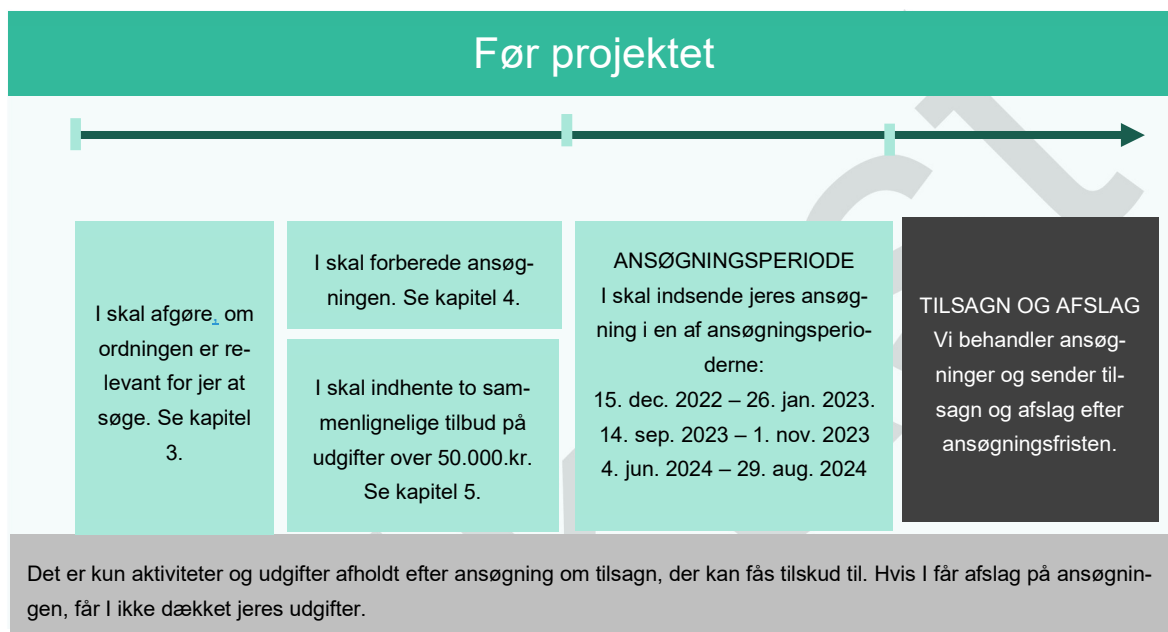 Før projektet
I skal afgøre, om
ordningen er re-
levant for jer at
søge. Se kapitel
3.
I skal forberede ansøg-
ningen. Se kapitel 4.
I skal indhente to sam-
menlignelige tilbud på
udgifter over 50.000.kr.
Se kapitel 5.
ANSØGNINGSPERIODE
I skal indsende jeres ansøg-
ning i en af ansøgningsperio-
derne:
15. dec. 2022 – 26. jan. 2023.
14. sep. 2023 – 1. nov. 2023
4. jun. 2024 – 29. aug. 2024
TILSAGN OG AFSLAG
Vi behandler ansøg-
ninger og sender til-
sagn og afslag efter
ansøgningsfristen.
Det er kun aktiviteter og udgifter afholdt efter ansøgning om tilsagn, der kan fås tilskud til. Hvis I får afslag på ansøgnin-
gen, får I ikke dækket jeres udgifter.